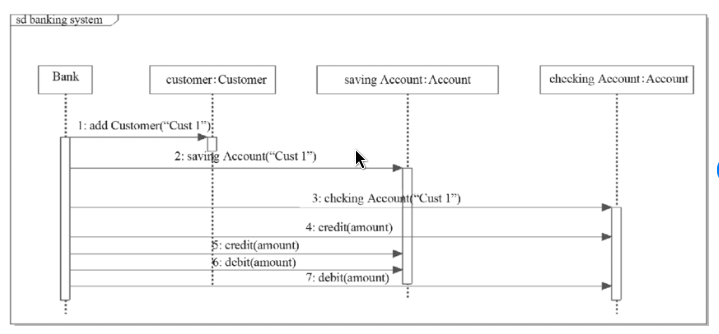 sd banking system
Bank
customer:Customer
saving Account:Account
checking Account:Account
1: add Customer(“Cust 1”)
2: saving Account(“Cust 1”)
3: chcking Account(“Cust 1”)
4: credit(amount)
5: credit(amount)
6: debit(amount)
7: debit(amount)